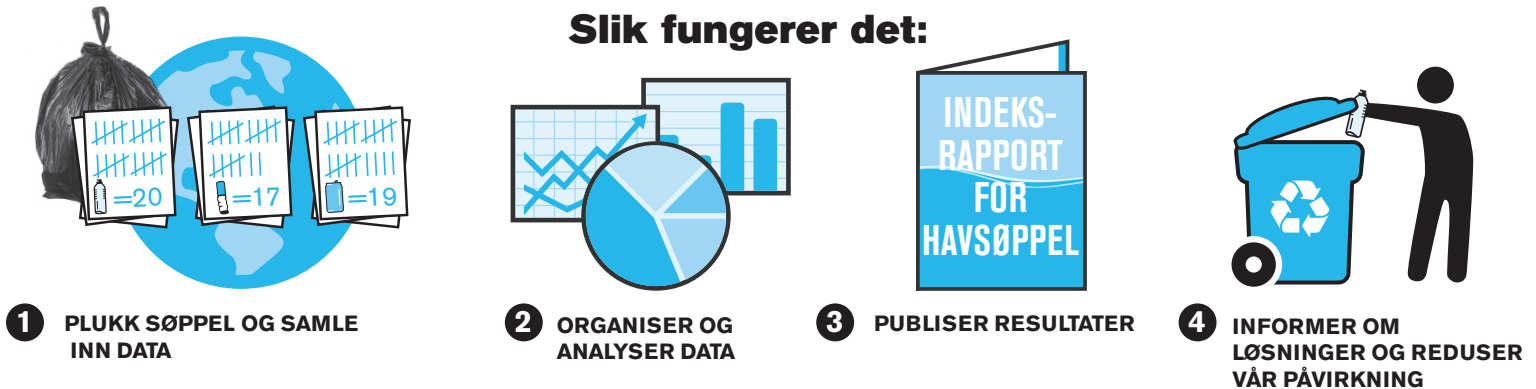 Slik fungerer det:
=20
=17
=19
INDEKS-
RAPPORT
FOR
HAVSØPPEL
1 PLUKK SØPPEL OG SAMLE
INN DATA
2 ORGANISER OG
ANALYSER DATA
3 PUBLISER RESULTATER
4 INFORMER OM
LØSNINGER OG REDUSER
VÅR PÅVIRKNING